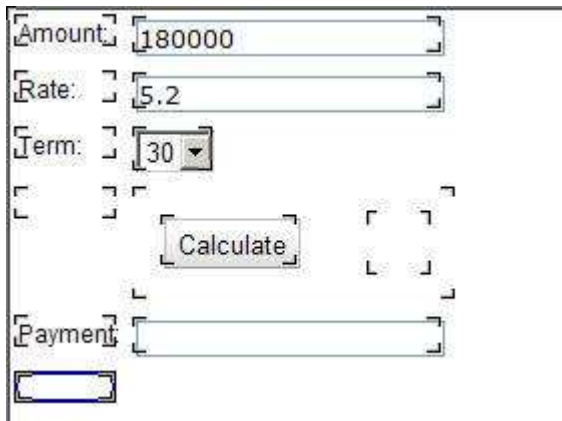 Amount: 180000
Rate: 5.2
Term: 30
Calculate
Payment: